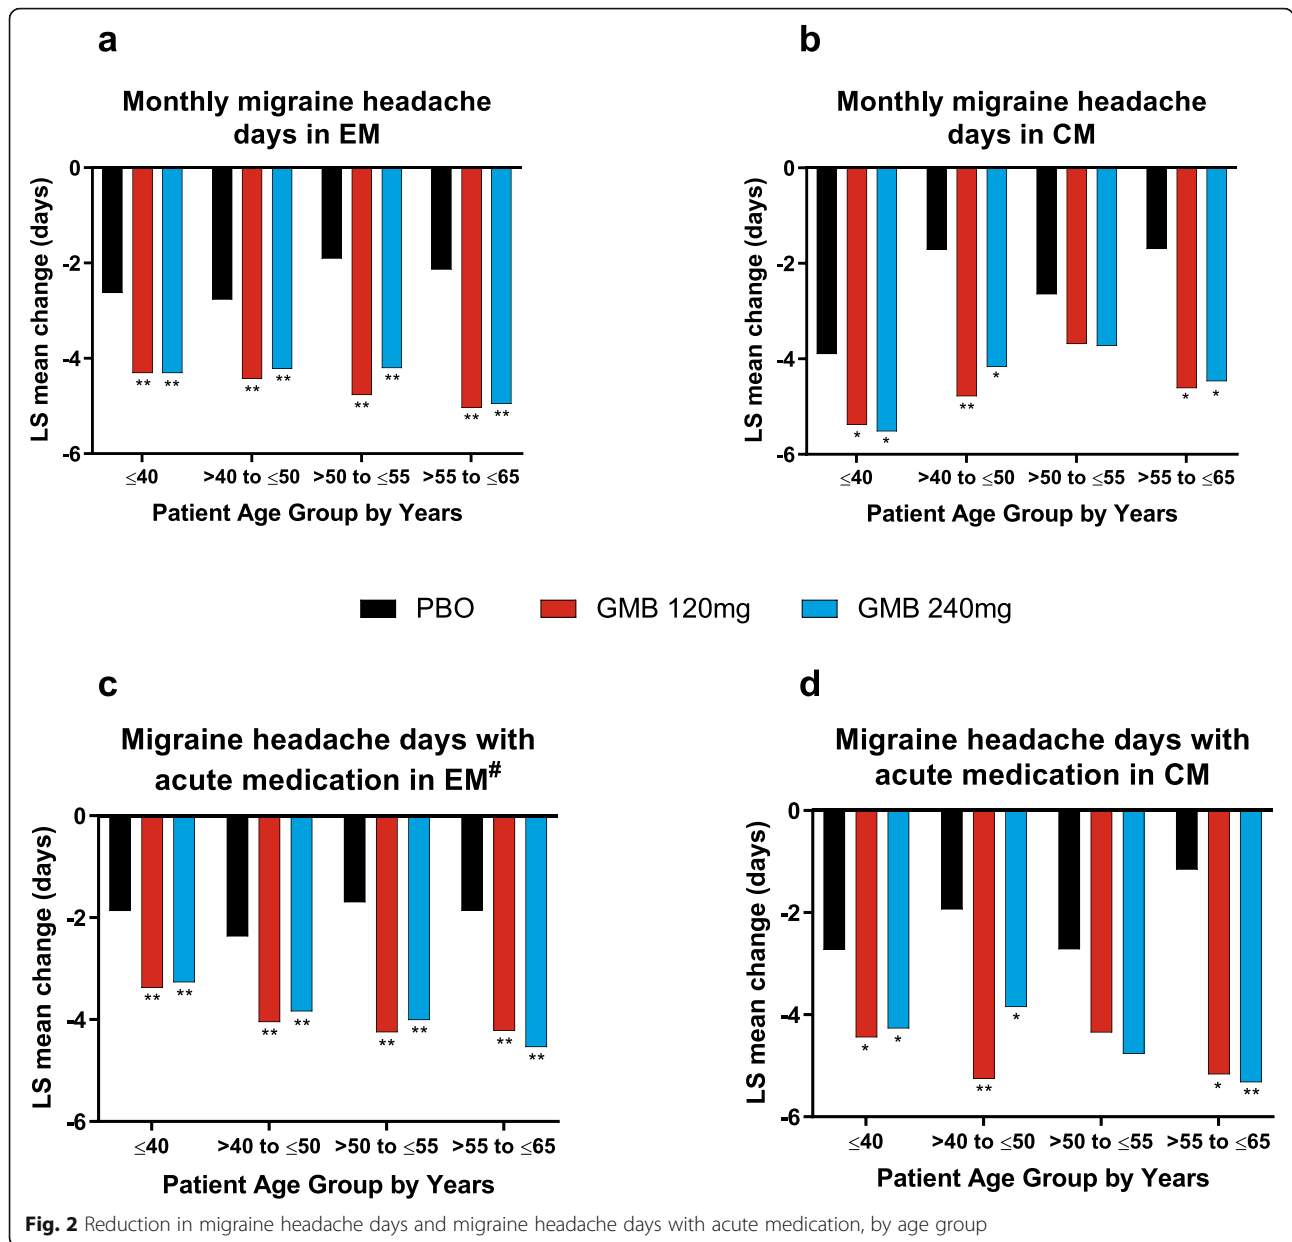 a
Monthly migraine headache
days in EM
LS mean change (days)
0
-2
-4
-6
** ** ** ** ** ** ** **
≤40 >40 to ≤50 >50 to ≤55 >55 to ≤65
Patient Age Group by Years
b
Monthly migraine headache
days in CM
LS mean change (days)
0
-2
-4
-6
* * ** * * *
≤40 >40 to ≤50 >50 to ≤55 >55 to ≤65
Patient Age Group by Years
PBO GMB 120mg GMB 240mg
c
Migraine headache days with
acute medication in EM#
LS mean change (days)
0
-2
-4
-6
** ** ** ** ** ** ** **
≤40 >40 to ≤50 >50 to ≤55 >55 to ≤65
Patient Age Group by Years
d
Migraine headache days with
acute medication in CM
LS mean change (days)
0
-2
-4
-6
* * ** * * **
≤40 >40 to ≤50 >50 to ≤55 >55 to ≤65
Patient Age Group by Years
Fig. 2 Reduction in migraine headache days and migraine headache days with acute medication, by age group